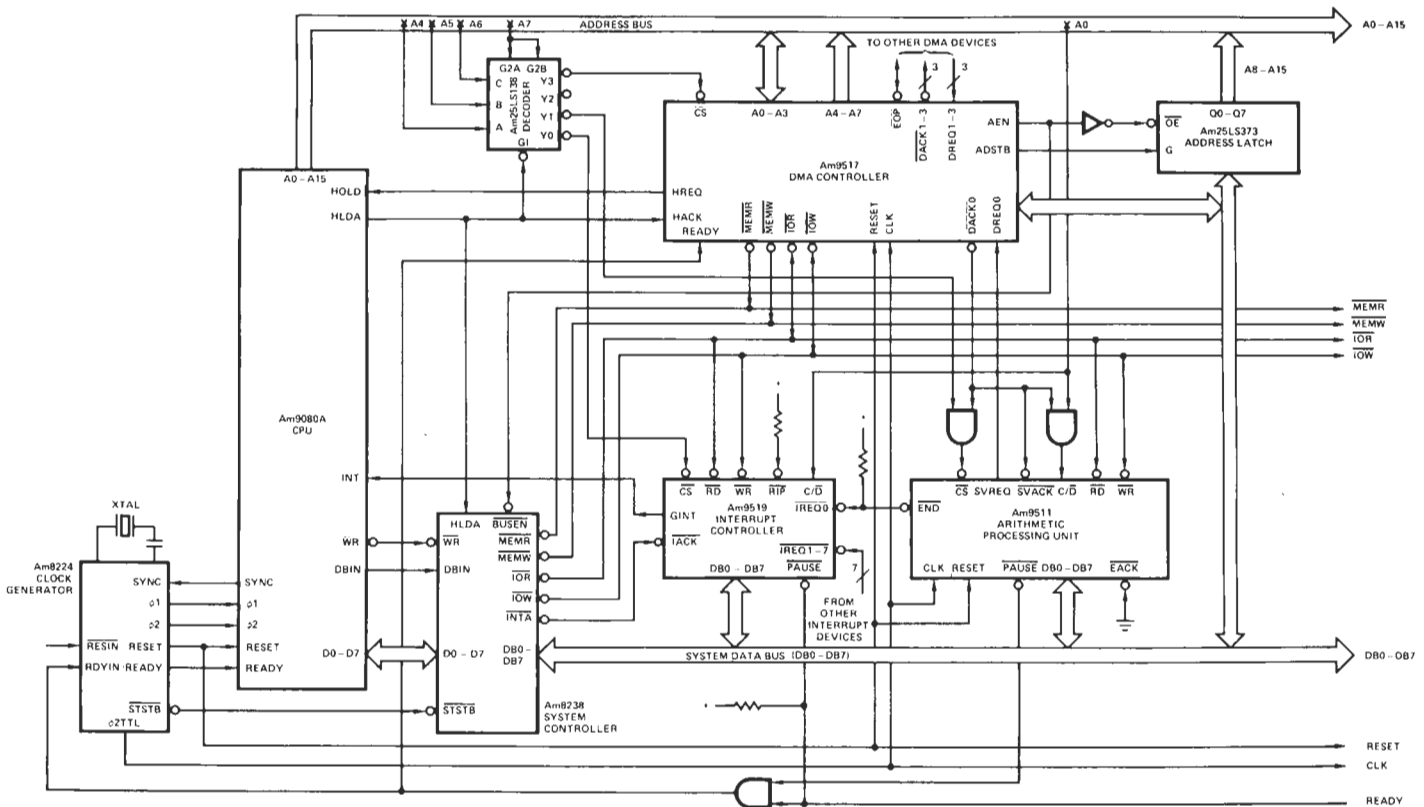 A4 A5 A6 A7 ADDRESS BUS A0 A0-A15
TO OTHER DMA DEVICES
3 3
A8-A15
G2A G2B
C Y3
B Y2
Y1
A Y0
Am25LS138
DECODER
G1
CS A0-A3 A4-A7 EOP DACK1-3 DREQ1-3
AEN
ADSTB
Am9517
DMA CONTROLLER
OE Q0-Q7
Am25LS373
ADDRESS LATCH
G
A0-A15
HOLD HREQ
HLDA HACK
READY MEMR MEMW IOR IOW RESET CLK DACK0 DREQ0
MEMR
MEMW
IOR
IOW
Am9080A
CPU
INT
WR
DBIN
SYNC
φ1
φ2
RESET
READY
D0-D7
XTAL
Am8224
CLOCK
GENERATOR
SYNC
φ1
φ2
RESIN RESET
RDYIN READY
STSTB
φ2TTL
HLDA BUSEN
WR MEMR
MEMW
DBIN IOR
IOW
INTA
D0-D7 DB0-
DB7
STSTB
Am8238
SYSTEM
CONTROLLER
CS RD WR RIP C/D
Am9519
INTERRUPT
CONTROLLER
GINT IREQ0
IACK IREQ1-7
DB0-DB7 PAUSE
7
FROM
OTHER
INTERRUPT
DEVICES
CS SVREQ SVACK C/D RD WR
END
Am9511
ARITHMETIC
PROCESSING UNIT
CLK RESET PAUSE DB0-DB7 EACK
SYSTEM DATA BUS (DB0-DB7)
DB0-DB7
RESET
CLK
READY